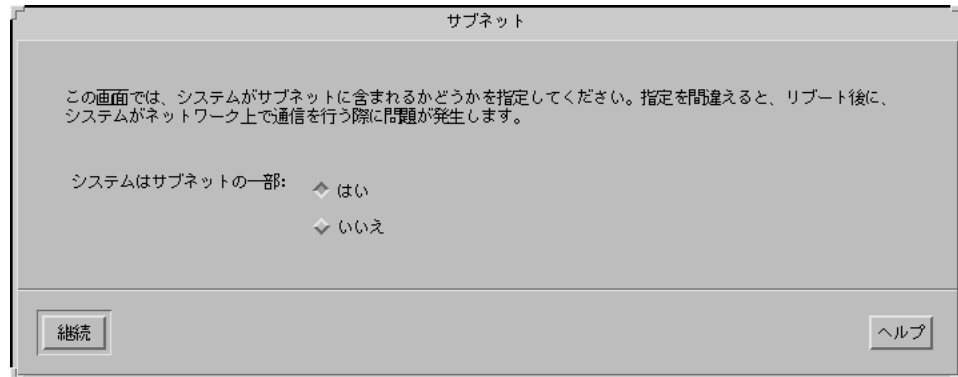 サブネット
この画面では、システムがサブネットに含まれるかどうかを指定してください。指定を間違えると、リブート後に、
システムがネットワーク上で通信を行う際に問題が発生します。
システムはサブネットの一部:
はい
いいえ
継続
ヘルプ